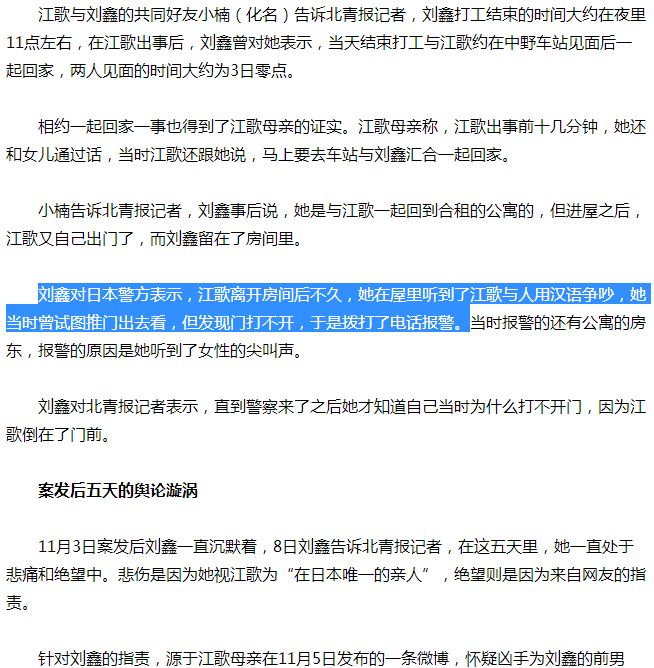 江歌与刘鑫的共同好友小楠（化名）告诉北青报记者，刘鑫打工结束的时间大约在夜里
11点左右，在江歌出事后，刘鑫曾对她表示，当天结束打工与江歌约在中野车站见面后一
起回家，两人见面的时间大约为3日零点。
相约一起回家一事也得到了江歌母亲的证实。江歌母亲称，江歌出事前十几分钟，她还
和女儿通过话，当时江歌还跟她说，马上要去车站与刘鑫汇合一起回家。
小楠告诉北青报记者，刘鑫事后说，她是与江歌一起回到合租的公寓的，但进屋之后，
江歌又自己出门了，而刘鑫留在了房间里。
刘鑫对日本警方表示，江歌离开房间后不久，她在屋里听到了江歌与人用汉语争吵，她
当时曾试图推门出去看，但发现门打不开，于是拨打了电话报警。当时报警的还有公寓的房
东，报警的原因是她听到了女性的尖叫声。
刘鑫对北青报记者表示，直到警察来了之后她才知道自己当时为什么打不开门，因为江
歌倒在了门前。
案发后五天的舆论漩涡
11月3日案发后刘鑫一直沉默着，8日刘鑫告诉北青报记者，在这五天里，她一直处于
悲痛和绝望中。悲伤是因为她视江歌为“在日本唯一的亲人”，绝望则是因为来自网友的指
责。
针对刘鑫的指责，源于江歌母亲在11月5日发布的一条微博，怀疑凶手为刘鑫的前男